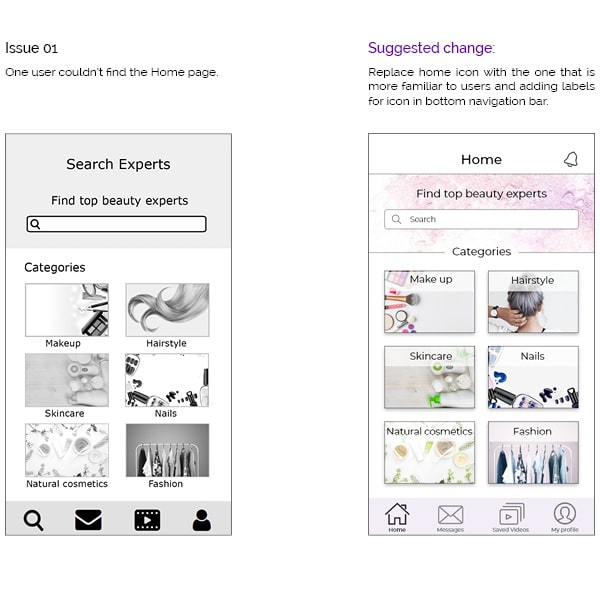 Issue 01
One user couldn't find the Home page.
Search Experts
Find top beauty experts
Categories
Makeup
Hairstyle
Skincare
Nails
Natural cosmetics
Fashion
Suggested change:
Replace home icon with the one that is
more familiar to users and adding labels
for icon in bottom navigation bar.
Home
Find top beauty experts
Search
Categories
Make up
Hairstyle
Skincare
Nails
Natural cosmetics
Fashion
Home
Messages
Saved Videos
My profile